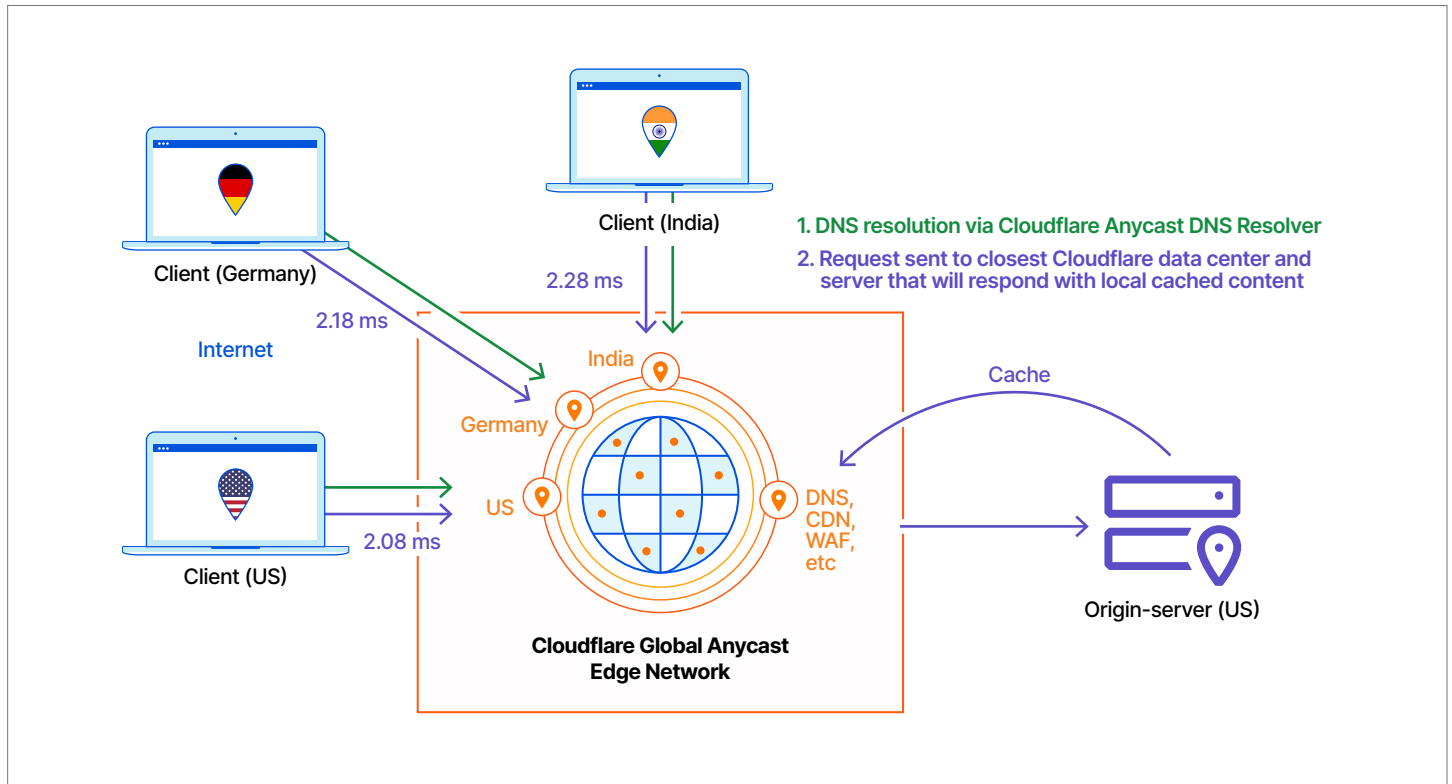 Client (Germany)
Client (India)
1. DNS resolution via Cloudflare Anycast DNS Resolver
2. Request sent to closest Cloudflare data center and
server that will respond with local cached content
2.28 ms
2.18 ms
Internet
India
Germany
US
DNS,
CDN,
WAF,
etc
Cache
2.08 ms
Client (US)
Origin-server (US)
Cloudflare Global Anycast
Edge Network